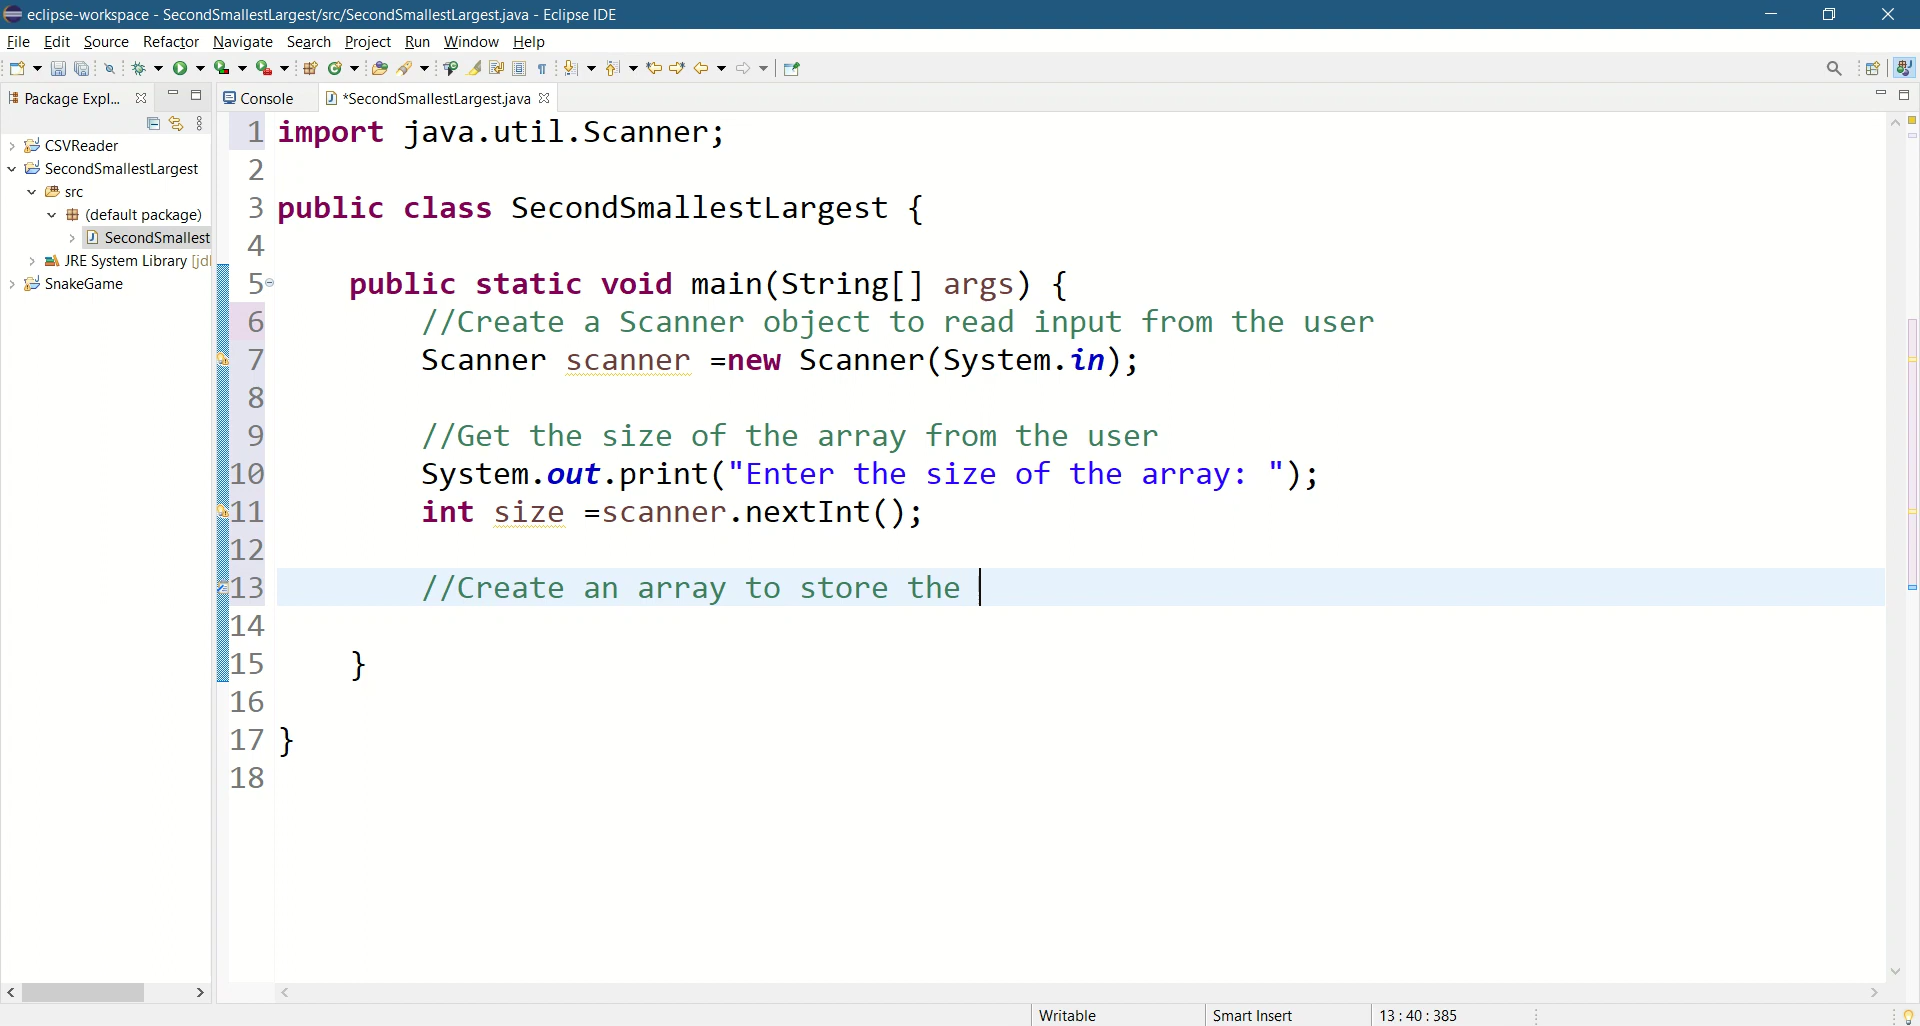 eclipse-workspace - SecondSmallestLargest/src/SecondSmallestLargest.java - Eclipse IDE
File Edit Source Refactor Navigate Search Project Run Window Help
Package Expl...
Console *SecondSmallestLargest.java
CSVReader
SecondSmallestLargest
src
(default package)
SecondSmallest
JRE System Library [jd
SnakeGame
1 import java.util.Scanner;
2
3 public class SecondSmallestLargest {
4
5 public static void main(String[] args) {
6 //Create a Scanner object to read input from the user
7 Scanner scanner =new Scanner(System.in);
8
9 //Get the size of the array from the user
10 System.out.print("Enter the size of the array: ");
11 int size =scanner.nextInt();
12
13 //Create an array to store the
14
15 }
16
17 }
18
Writable Smart Insert 13 : 40 : 385